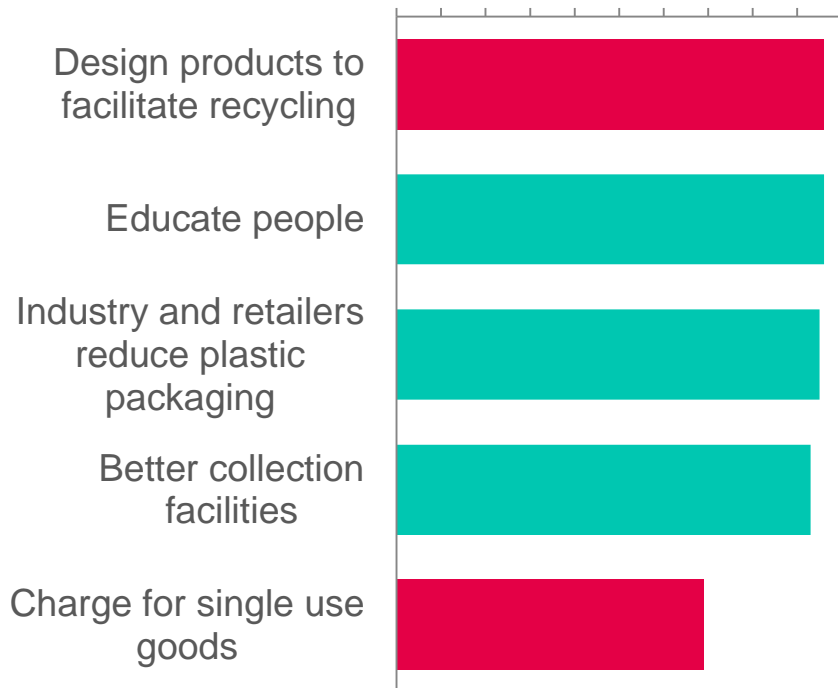 Design products to
facilitate recycling
Educate people
Industry and retailers
reduce plastic
packaging
Better collection
facilities
Charge for single use
goods